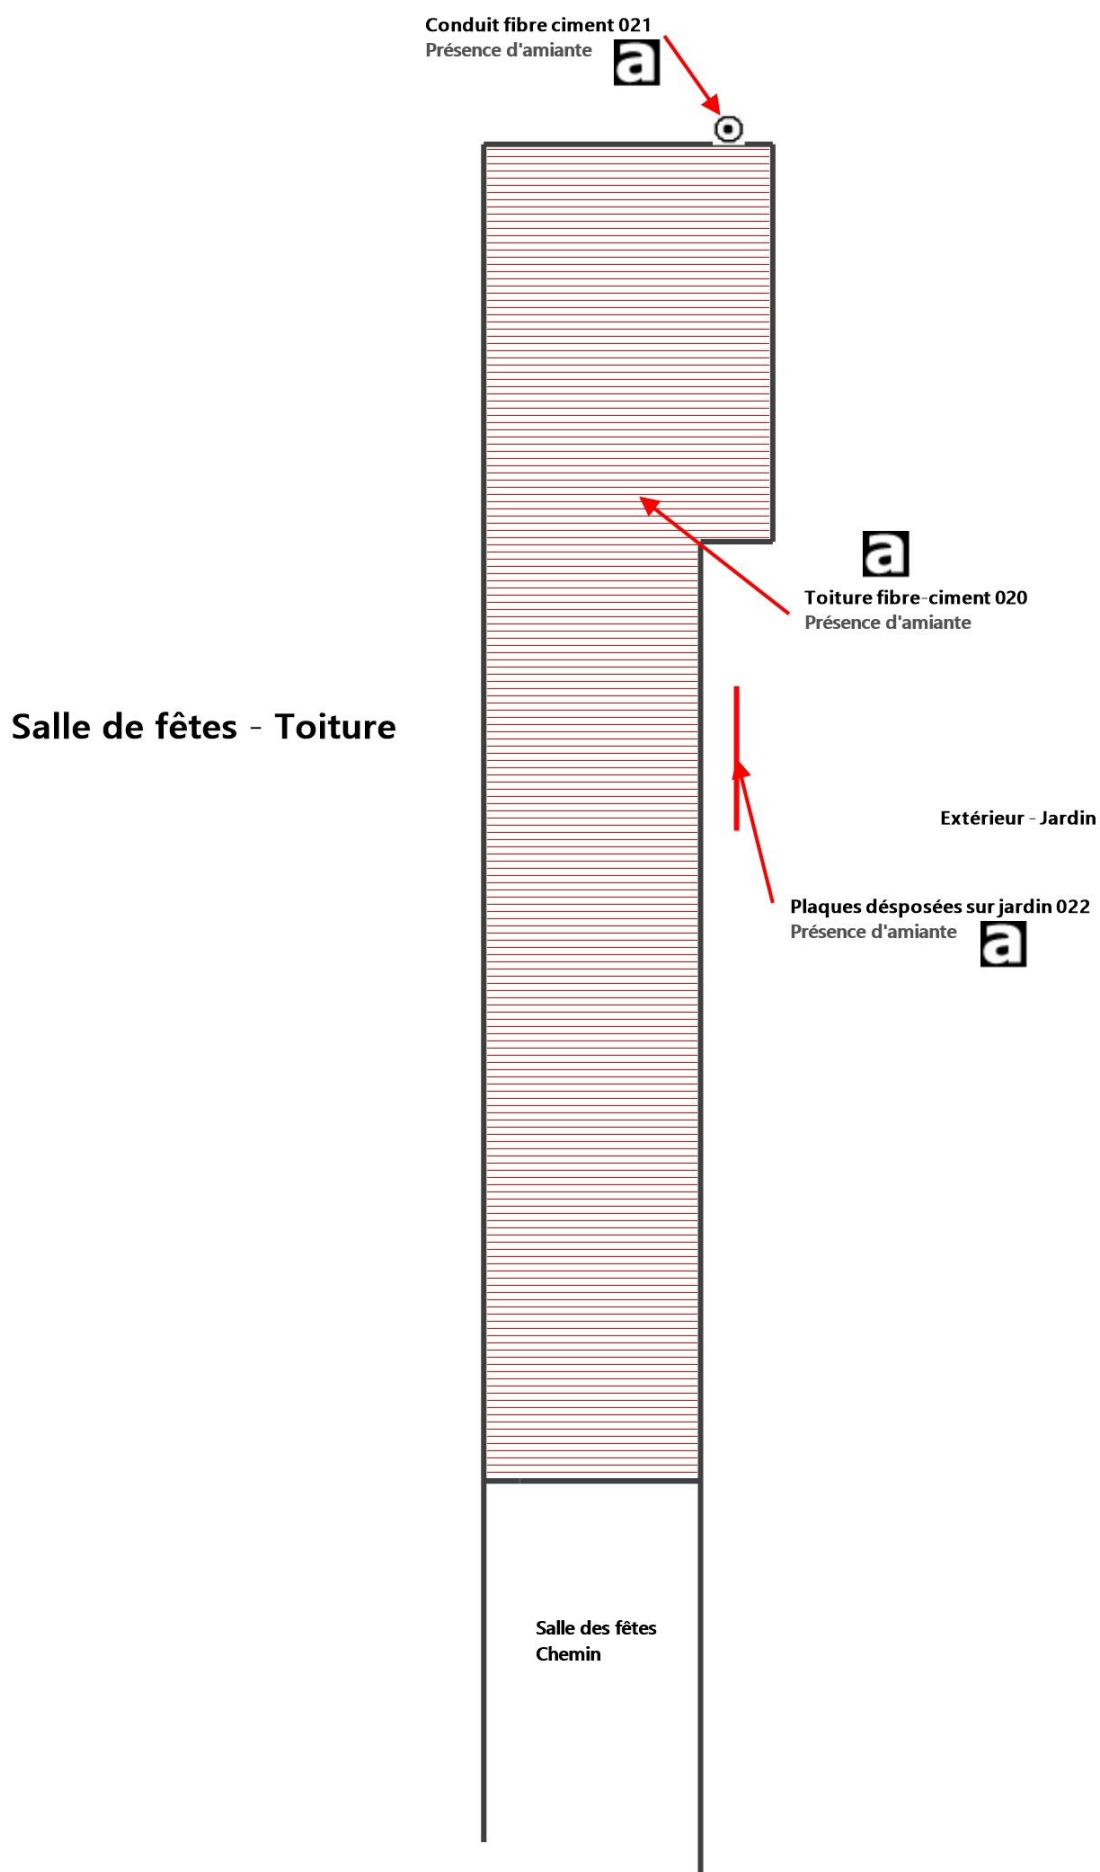 Conduit fibre ciment 021
Présence d'amiante
a
a
Toiture fibre-ciment 020
Présence d'amiante
Salle de fêtes - Toiture
Extérieur - Jardin
Plaques désposées sur jardin 022
Présence d'amiante
a
Salle des fêtes
Chemin